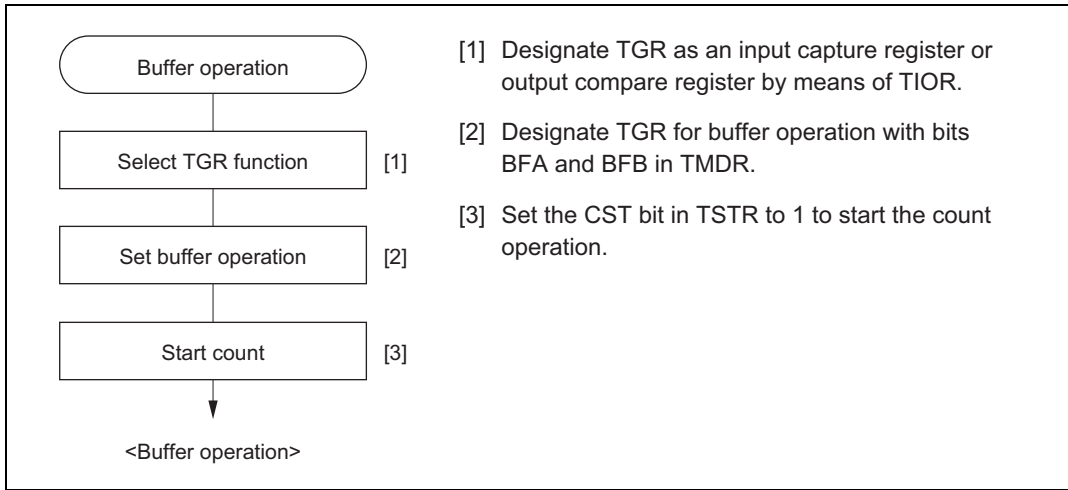 Buffer operation
Select TGR function
[1]
Set buffer operation
[2]
Start count
[3]
<Buffer operation>
[1] Designate TGR as an input capture register or
output compare register by means of TIOR.
[2] Designate TGR for buffer operation with bits
BFA and BFB in TMDR.
[3] Set the CST bit in TSTR to 1 to start the count
operation.